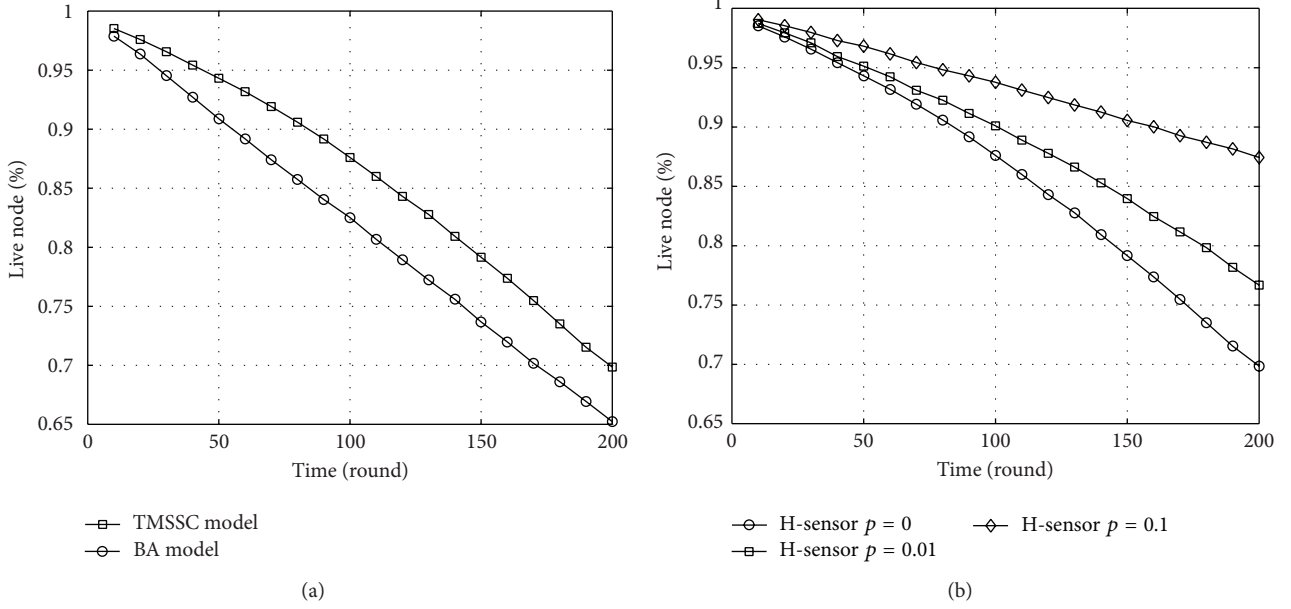 1
0.95
0.9
0.85
0.8
0.75
0.7
0.65
Live node (%)
0 50 100 150 200
Time (round)
TMSSC model
BA model
(a)
1
0.95
0.9
0.85
0.8
0.75
0.7
0.65
Live node (%)
0 50 100 150 200
Time (round)
H-sensor p = 0
H-sensor p = 0.01
H-sensor p = 0.1
(b)